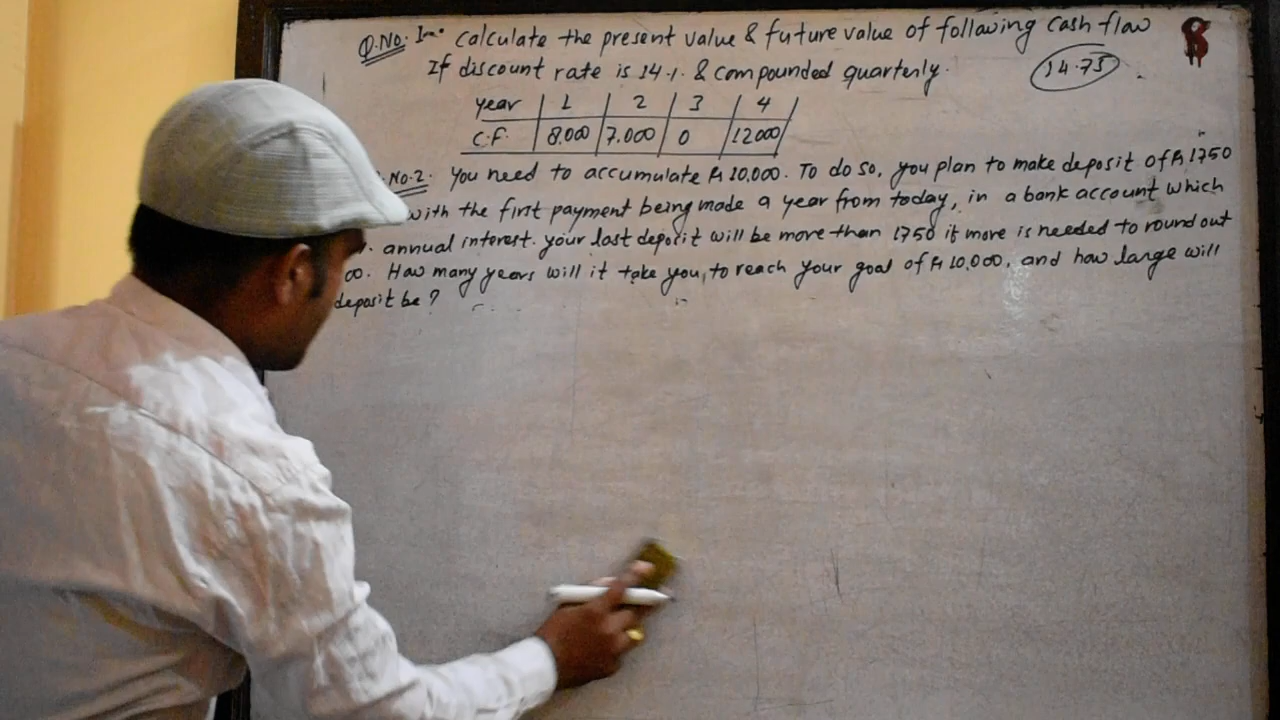 Q.No. 1 Calculate the present value & future value of following cash flow
If discount rate is 14% & compounded quarterly.
14.75
year 1 2 3 4
C.F. 8.000 7.000 0 12000
.No.2. You need to accumulate Rs 10,000. To do so, you plan to make deposit of Rs 1750
with the first payment being made a year from today, in a bank account which
annual interest. your last deposit will be more than 1750 if more is needed to round out
00. How many years will it take you, to reach your goal of Rs 10,000, and how large will
deposit be?